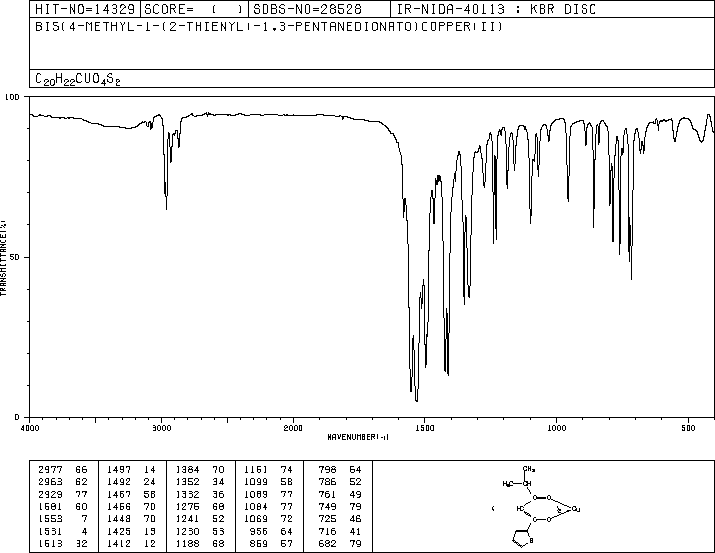 HIT-NO=14329 SCORE= ( ) SDBS-NO=28528 IR-NIDA-40113 : KBR DISC
BIS(4-METHYL-1-(2-THIENYL)-1,3-PENTANEDIONATO)COPPER(II)
C20H22CUO4S2
100
TRANSMITTANCE(%)
50
0
4000 3000 2000 1500 1000 500
WAVENUMBER(-1)
2977 66 1497 14 1384 70 1161 74 798 64
2963 62 1492 24 1352 34 1099 58 786 52
2929 77 1467 58 1332 36 1089 77 761 49
1581 60 1456 70 1276 68 1084 77 749 79
1553 7 1448 70 1241 52 1069 72 725 46
1531 4 1425 13 1230 53 956 64 716 41
1513 32 1412 12 1188 68 859 57 682 79
CH3
H3C CH
C O
HC Cu
C O
S